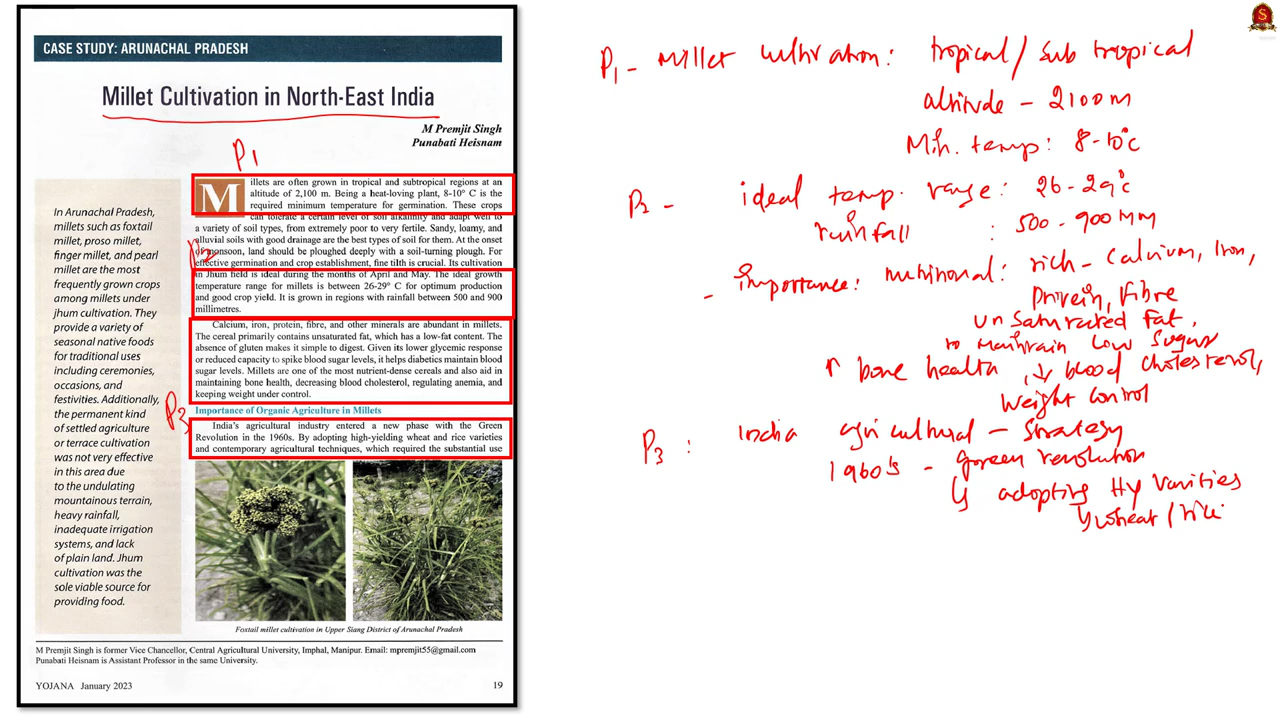 CASE STUDY: ARUNACHAL PRADESH
Millet Cultivation in North-East India
M Premjit Singh
Punabati Heisnam
P1
In Arunachal Pradesh,
millets such as foxtail
millet, proso millet,
finger millet, and pearl
millet are the most
frequently grown crops
among millets under
jhum cultivation. They
provide a variety of
seasonal native foods
for traditional uses
including ceremonies,
occasions, and
festivities. Additionally,
the permanent kind
of settled agriculture
or terrace cultivation
was not very effective
in this area due
to the undulating
mountainous terrain,
heavy rainfall,
inadequate irrigation
systems, and lack
of plain land. Jhum
cultivation was the
sole viable source for
providing food.
Millets are often grown in tropical and subtropical regions at an
altitude of 2,100 m. Being a heat-loving plant, 8-10° C is the
required minimum temperature for germination. These crops
can tolerate a certain level of soil alkalinity and adapt well to
a variety of soil types, from extremely poor to very fertile. Sandy, loamy, and
alluvial soils with good drainage are the best types of soil for them. At the onset
of monsoon, land should be ploughed deeply with a soil-turning plough. For
effective germination and crop establishment, fine tilth is crucial. Its cultivation
in Jhum field is ideal during the months of April and May. The ideal growth
temperature range for millets is between 26-29° C for optimum production
and good crop yield. It is grown in regions with rainfall between 500 and 900
millimetres.
P2
Calcium, iron, protein, fibre, and other minerals are abundant in millets.
The cereal primarily contains unsaturated fat, which has a low-fat content. The
absence of gluten makes it simple to digest. Given its lower glycemic response
or reduced capacity to spike blood sugar levels, it helps diabetics maintain blood
sugar levels. Millets are one of the most nutrient-dense cereals and also aid in
maintaining bone health, decreasing blood cholesterol, regulating anemia, and
keeping weight under control.
P3
Importance of Organic Agriculture in Millets
India's agricultural industry entered a new phase with the Green
Revolution in the 1960s. By adopting high-yielding wheat and rice varieties
and contemporary agricultural techniques, which required the substantial use
Foxtail millet cultivation in Upper Siang District of Arunachal Pradesh
M Premjit Singh is former Vice Chancellor, Central Agricultural University, Imphal, Manipur. Email: mpremjit55@gmail.com
Punabati Heisnam is Assistant Professor in the same University.
YOJANA January 2023
19
P1 - Millet cultivation: tropical/sub tropical
altitude - 2100m
Min. temp: 8-10°C
P2 - ideal temp. range: 26-29°C
rainfall : 500-900 MM
- Importance: nutritional: rich - Calcium, Iron,
Protein, Fibre
Unsaturated Fat,
to Maintain Low Sugar
↑ bone health, ↓ blood cholesterol,
Weight control
P3 : India agricultural - strategy
1960's - green revolution
↳ adopting Hy varities
↳ wheat/rice